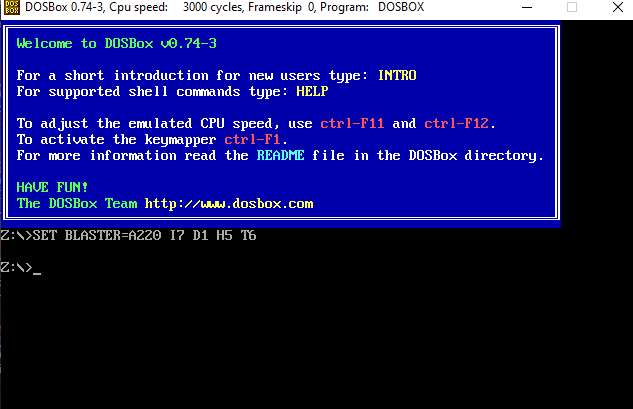 DOS
BOX
DOSBox 0.74-3, Cpu speed: 3000 cycles, Frameskip 0, Program: DOSBOX
Welcome to DOSBox v0.74-3
For a short introduction for new users type: INTRO
For supported shell commands type: HELP
To adjust the emulated CPU speed, use ctrl-F11 and ctrl-F12.
To activate the keymapper ctrl-F1.
For more information read the README file in the DOSBox directory.
HAVE FUN!
The DOSBox Team http://www.dosbox.com
Z:\>SET BLASTER=A220 I7 D1 H5 T6
Z:\>_